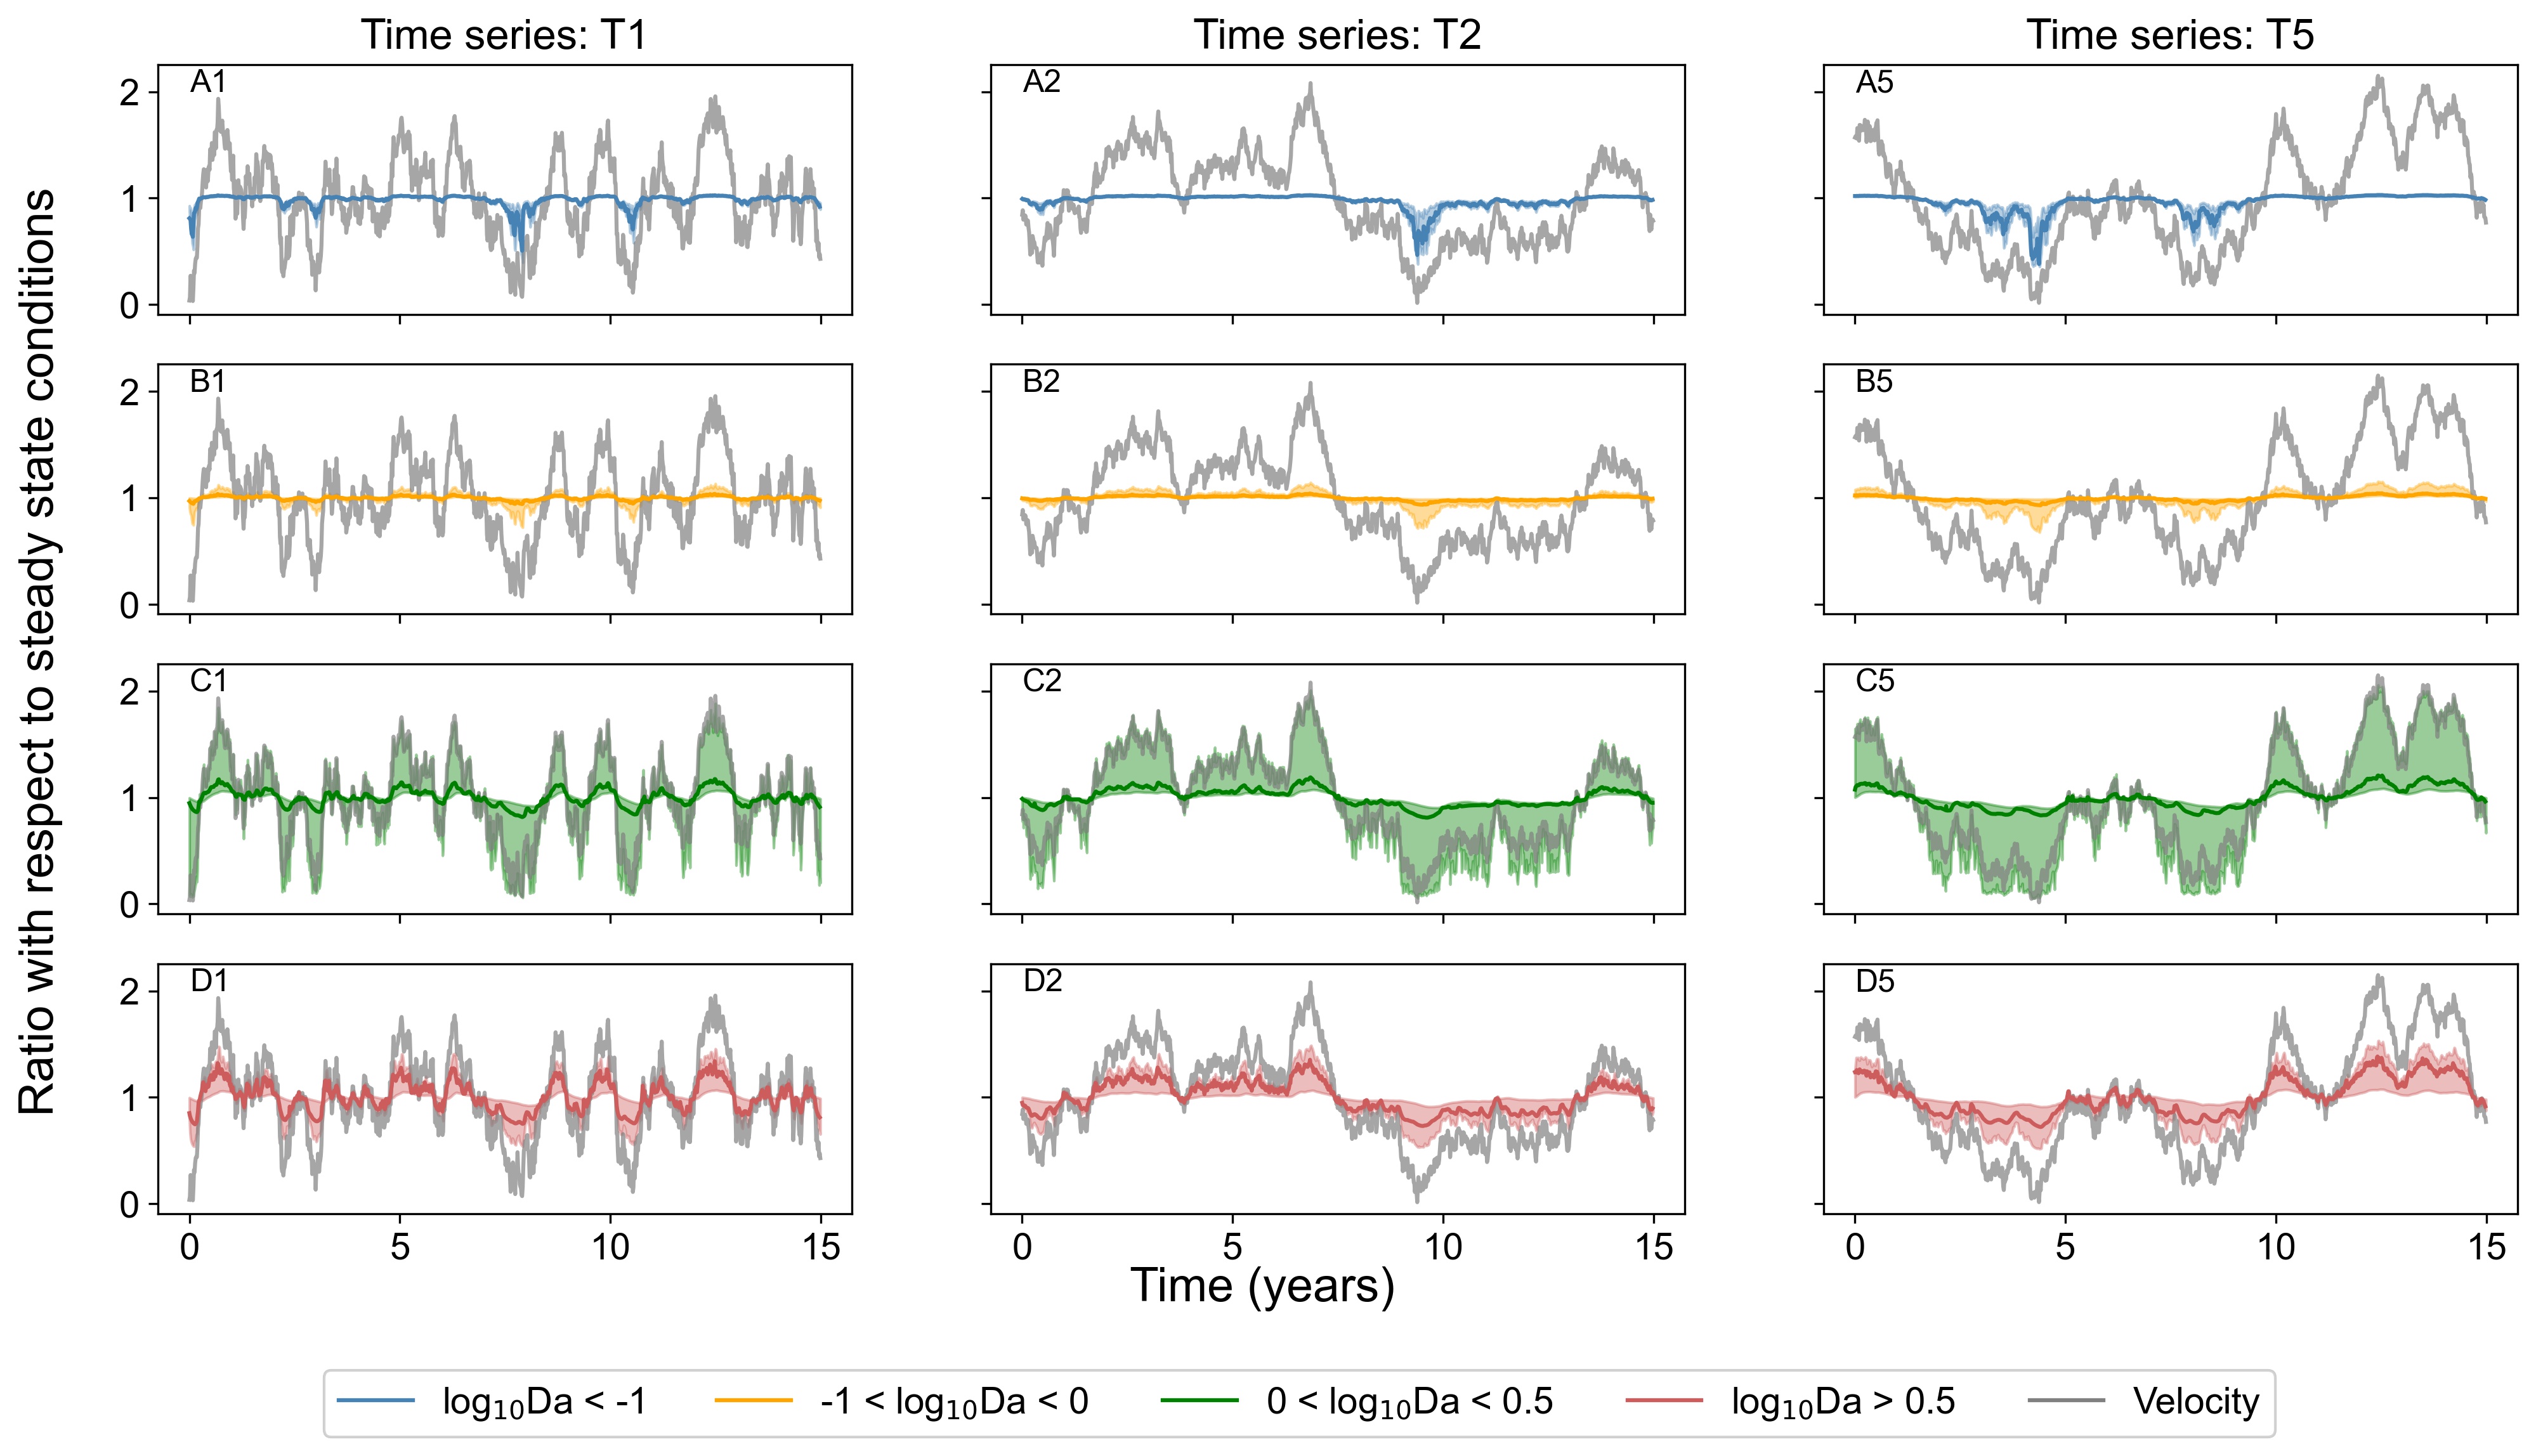 Time series: T1
Time series: T2
Time series: T5
Ratio with respect to steady state conditions
A1
A2
A5
2
1
0
B1
B2
B5
2
1
0
C1
C2
C5
2
1
0
D1
D2
D5
2
1
0
0 5 10 15
0 5 10 15
0 5 10 15
Time (years)
log₁₀Da < -1
-1 < log₁₀Da < 0
0 < log₁₀Da < 0.5
log₁₀Da > 0.5
Velocity